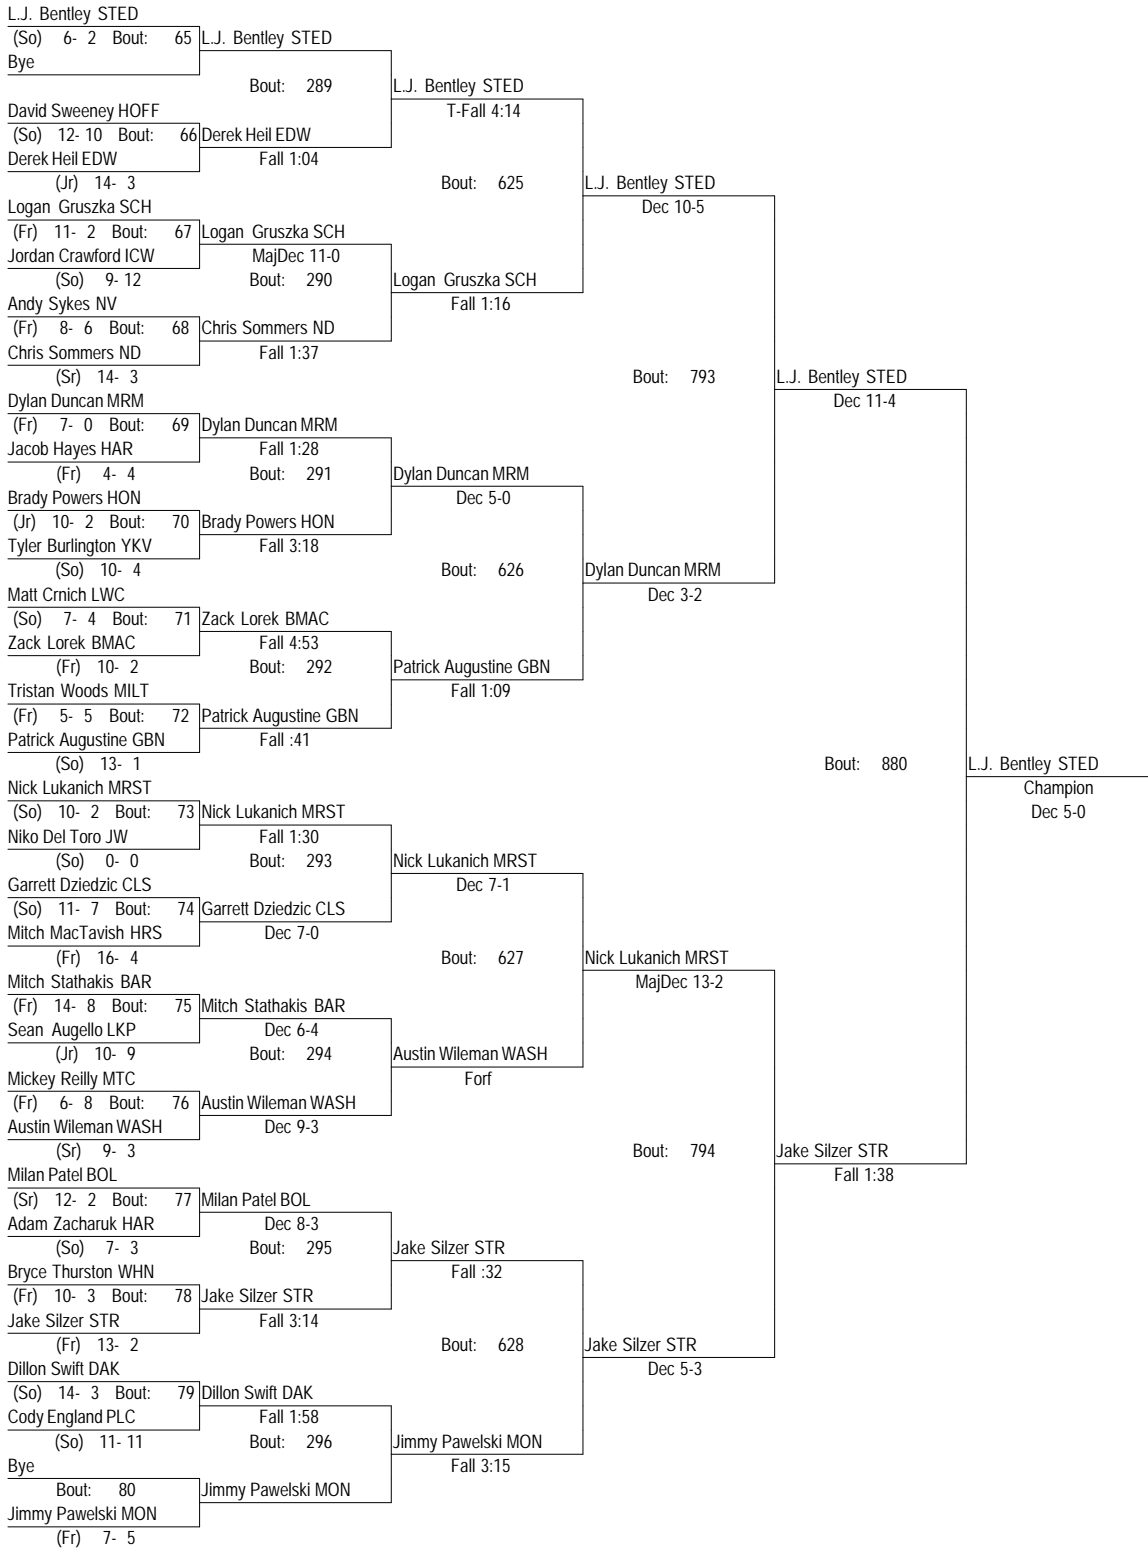 L.J. Bentley STED
(So) 6- 2 Bout: 65 L.J. Bentley STED
Bye
Bout: 289 L.J. Bentley STED
David Sweeney HOFF T-Fall 4:14
(So) 12- 10 Bout: 66 Derek Heil EDW
Derek Heil EDW Fall 1:04
(Jr) 14- 3 Bout: 625 L.J. Bentley STED
Logan Gruszka SCH Dec 10-5
(Fr) 11- 2 Bout: 67 Logan Gruszka SCH
Jordan Crawford ICW MajDec 11-0
(So) 9- 12 Bout: 290 Logan Gruszka SCH
Andy Sykes NV Fall 1:16
(Fr) 8- 6 Bout: 68 Chris Sommers ND
Chris Sommers ND Fall 1:37
(Sr) 14- 3 Bout: 793 L.J. Bentley STED
Dylan Duncan MRM Dec 11-4
(Fr) 7- 0 Bout: 69 Dylan Duncan MRM
Jacob Hayes HAR Fall 1:28
(Fr) 4- 4 Bout: 291 Dylan Duncan MRM
Brady Powers HON Dec 5-0
(Jr) 10- 2 Bout: 70 Brady Powers HON
Tyler Burlington YKV Fall 3:18
(So) 10- 4 Bout: 626 Dylan Duncan MRM
Matt Crnich LWC Dec 3-2
(So) 7- 4 Bout: 71 Zack Lorek BMAC
Zack Lorek BMAC Fall 4:53
(Fr) 10- 2 Bout: 292 Patrick Augustine GBN
Tristan Woods MILT Fall 1:09
(Fr) 5- 5 Bout: 72 Patrick Augustine GBN
Patrick Augustine GBN Fall :41
(So) 13- 1 Bout: 880 L.J. Bentley STED
Nick Lukanich MRST Champion
(So) 10- 2 Bout: 73 Nick Lukanich MRST Dec 5-0
Niko Del Toro JW Fall 1:30
(So) 0- 0 Bout: 293 Nick Lukanich MRST
Garrett Dziedzic CLS Dec 7-1
(So) 11- 7 Bout: 74 Garrett Dziedzic CLS
Mitch MacTavish HRS Dec 7-0
(Fr) 16- 4 Bout: 627 Nick Lukanich MRST
Mitch Stathakis BAR MajDec 13-2
(Fr) 14- 8 Bout: 75 Mitch Stathakis BAR
Sean Augello LKP Dec 6-4
(Jr) 10- 9 Bout: 294 Austin Wileman WASH
Mickey Reilly MTC Forf
(Fr) 6- 8 Bout: 76 Austin Wileman WASH
Austin Wileman WASH Dec 9-3
(Sr) 9- 3 Bout: 794 Jake Silzer STR
Milan Patel BOL Fall 1:38
(Sr) 12- 2 Bout: 77 Milan Patel BOL
Adam Zacharuk HAR Dec 8-3
(So) 7- 3 Bout: 295 Jake Silzer STR
Bryce Thurston WHN Fall :32
(Fr) 10- 3 Bout: 78 Jake Silzer STR
Jake Silzer STR Fall 3:14
(Fr) 13- 2 Bout: 628 Jake Silzer STR
Dillon Swift DAK Dec 5-3
(So) 14- 3 Bout: 79 Dillon Swift DAK
Cody England PLC Fall 1:58
(So) 11- 11 Bout: 296 Jimmy Pawelski MON
Bye Fall 3:15
Bout: 80 Jimmy Pawelski MON
Jimmy Pawelski MON
(Fr) 7- 5